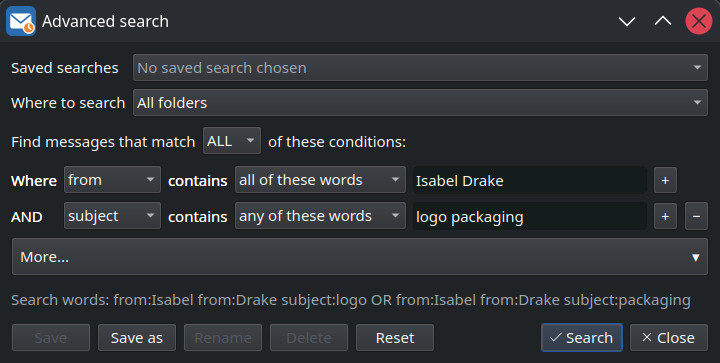 Advanced search
Saved searches No saved search chosen
Where to search All folders
Find messages that match ALL of these conditions:
Where from contains all of these words Isabel Drake +
AND subject contains any of these words logo packaging + −
More...
Search words: from:Isabel from:Drake subject:logo OR from:Isabel from:Drake subject:packaging
Save Save as Rename Delete Reset Search Close